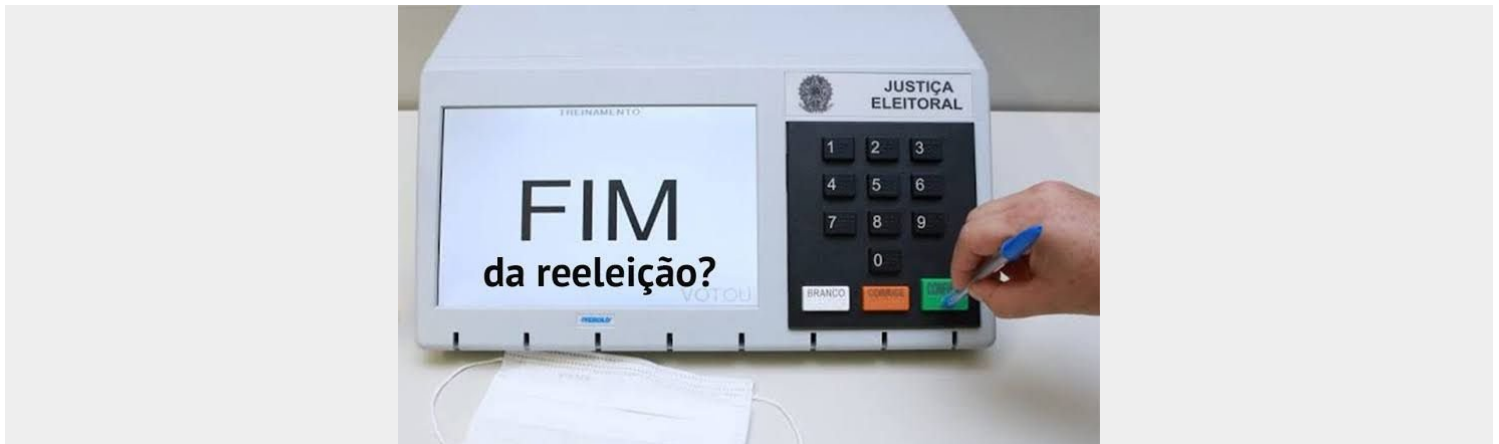 TREINAMENTO
FIM
da reeleição?
VOTOU
JUSTIÇA
ELEITORAL
1 2 3
4 5 6
7 8 9
0
BRANCO CORRIGE